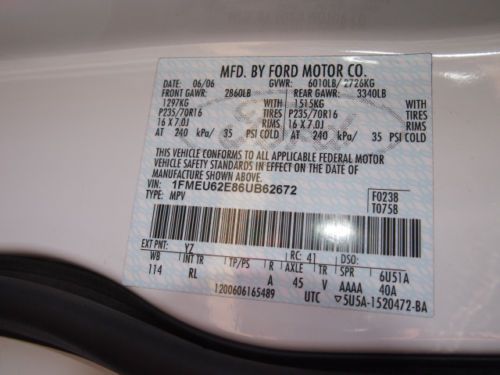 MFD. BY FORD MOTOR CO.
DATE: 06/06 GVWR: 6010LB/ 2726KG
FRONT GAWR: 2860LB REAR GAWR: 3340LB
1297KG WITH 1515KG WITH
P235/70R16 TIRES P235/70R16 TIRES
16 X 7.0J RIMS 16 X 7.0J RIMS
AT 240 kPa/ 35 PSI COLD AT 240 kPa/ 35 PSI COLD
THIS VEHICLE CONFORMS TO ALL APPLICABLE FEDERAL MOTOR
VEHICLE SAFETY STANDARDS IN EFFECT ON THE DATE OF
MANUFACTURE SHOWN ABOVE.
VIN: 1FMEU62E86UB62672
TYPE: MPV
F0238
T0758
EXT PNT: YZ RC: 41 DSO:
WB INT TR TP/PS R AXLE TR SPR 6U51A
114 RL A 45 V AAAA 40A
1200606165489 UTC ▽5U5A-1520472-BA